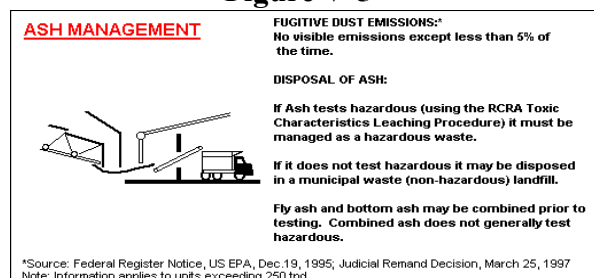 ASH MANAGEMENT
FUGITIVE DUST EMISSIONS:*
No visible emissions except less than 5% of
the time.
DISPOSAL OF ASH:
If Ash tests hazardous (using the RCRA Toxic
Characteristics Leaching Procedure) it must be
managed as a hazardous waste.
If it does not test hazardous it may be disposed
in a municipal waste (non-hazardous) landfill.
Fly ash and bottom ash may be combined prior to
testing. Combined ash does not generally test
hazardous.
*Source: Federal Register Notice, US EPA, Dec.19, 1995; Judicial Remand Decision, March 25, 1997
Note: Information applies to units exceeding 250 tpd